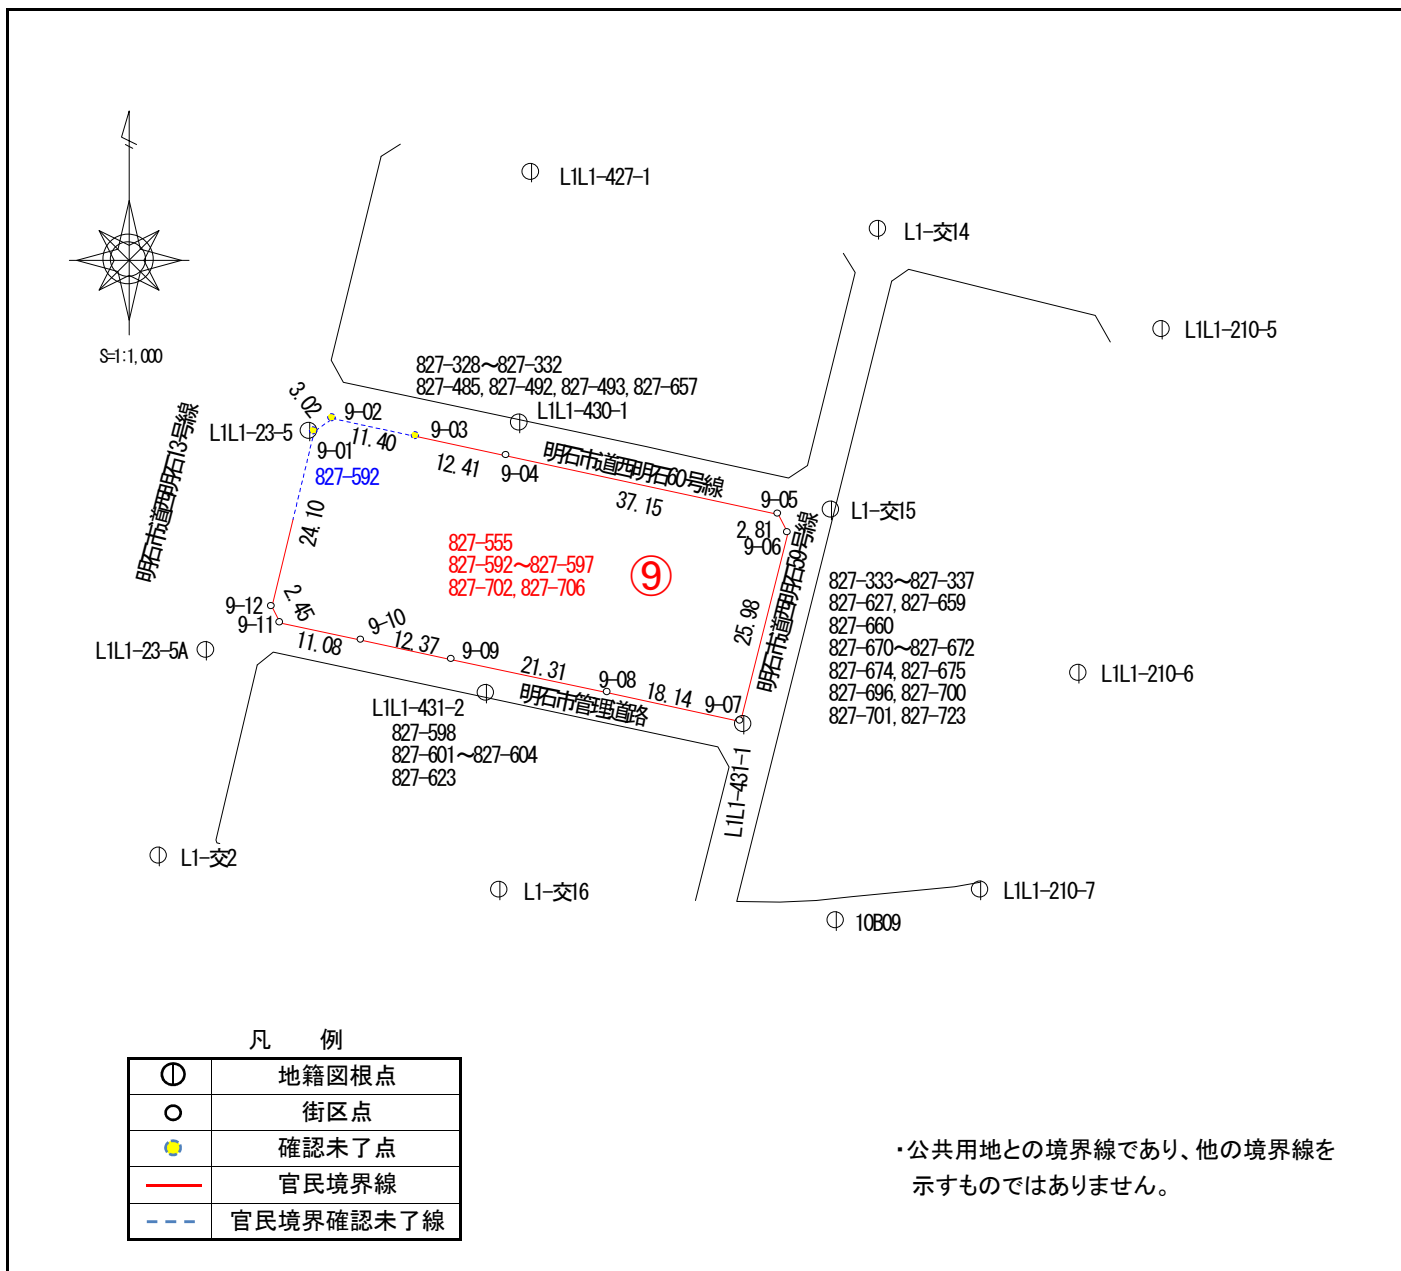 L1L1-427-1
L1-交14
L1L1-210-5
S=1:1,000
827-328～827-332
827-485, 827-492, 827-493, 827-657
L1L1-430-1
3.02
9-02
L1L1-23-5
9-01
11.40
9-03
827-592
12.41
9-04
明石市道西明石60号線
明石市道西明石13号線
37.15
9-05
L1-交15
2.81
9-06
24.10
827-555
827-592～827-597
827-702, 827-706
⑨
明石市道西明石59号線
25.98
827-333～827-337
827-627, 827-659
827-660
827-670～827-672
827-674, 827-675
827-696, 827-700
827-701, 827-723
9-12
2.45
9-11
11.08
9-10
12.37
9-09
21.31
9-08
18.14
9-07
L1L1-23-5A
L1L1-210-6
明石市管理道路
L1L1-431-2
827-598
827-601～827-604
827-623
L1L1-431-1
L1-交2
L1-交16
L1L1-210-7
10B09
凡 例
地籍図根点
街区点
確認未了点
官民境界線
官民境界確認未了線
・公共用地との境界線であり、他の境界線を
示すものではありません。